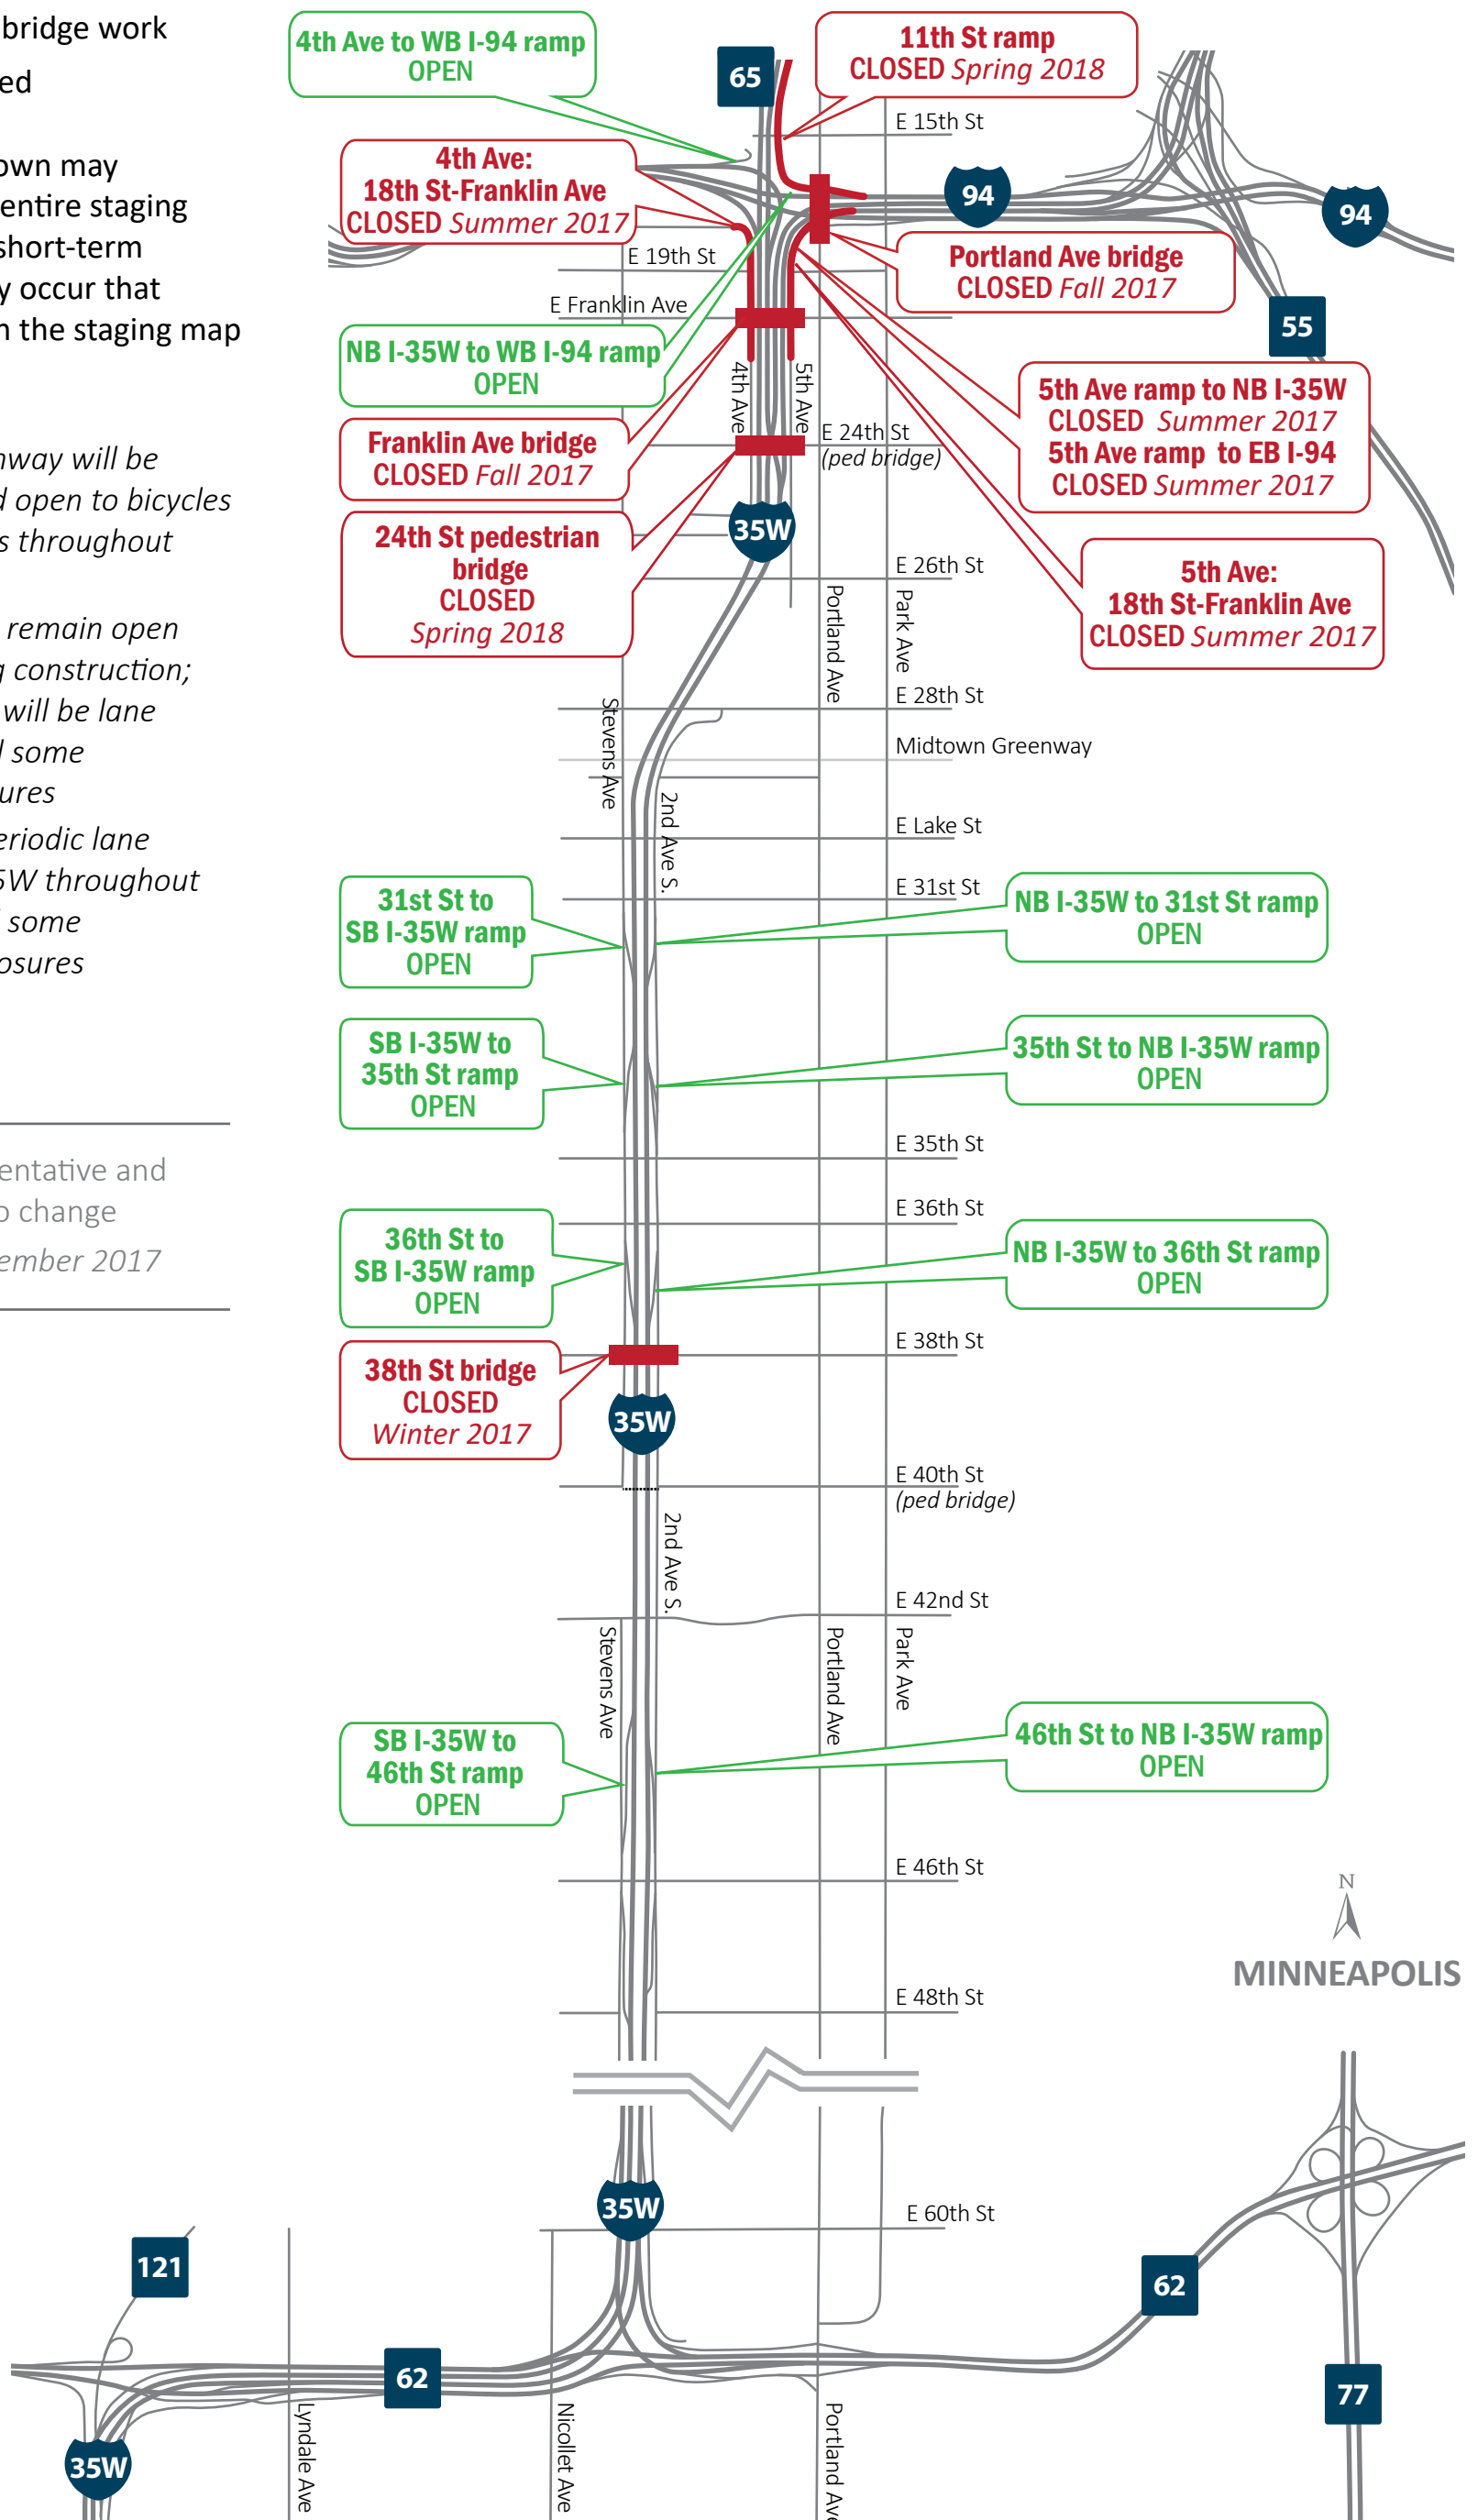 bridge work
ed
own may
entire staging
short-term
y occur that
n the staging map
nway will be
d open to bicycles
s throughout
remain open
g construction;
will be lane
d some
ures
eriodic lane
5W throughout
d some
osures
entative and
o change
ember 2017
4th Ave to WB I-94 ramp
OPEN
65
11th St ramp
CLOSED Spring 2018
E 15th St
4th Ave:
18th St-Franklin Ave
CLOSED Summer 2017
94
94
E 19th St
Portland Ave bridge
CLOSED Fall 2017
E Franklin Ave
55
NB I-35W to WB I-94 ramp
OPEN
4th Ave
5th Ave
5th Ave ramp to NB I-35W
CLOSED Summer 2017
5th Ave ramp to EB I-94
CLOSED Summer 2017
Franklin Ave bridge
CLOSED Fall 2017
E 24th St
(ped bridge)
35W
24th St pedestrian
bridge
CLOSED
Spring 2018
E 26th St
5th Ave:
18th St-Franklin Ave
CLOSED Summer 2017
Portland Ave
Park Ave
E 28th St
Stevens Ave
Midtown Greenway
2nd Ave S.
E Lake St
E 31st St
31st St to
SB I-35W ramp
OPEN
NB I-35W to 31st St ramp
OPEN
SB I-35W to
35th St ramp
OPEN
35th St to NB I-35W ramp
OPEN
E 35th St
E 36th St
36th St to
SB I-35W ramp
OPEN
NB I-35W to 36th St ramp
OPEN
E 38th St
38th St bridge
CLOSED
Winter 2017
35W
E 40th St
(ped bridge)
2nd Ave S.
E 42nd St
Stevens Ave
Portland Ave
Park Ave
SB I-35W to
46th St ramp
OPEN
46th St to NB I-35W ramp
OPEN
E 46th St
N
MINNEAPOLIS
E 48th St
35W
E 60th St
121
62
62
77
Lyndale Ave
Nicollet Ave
Portland Ave
35W